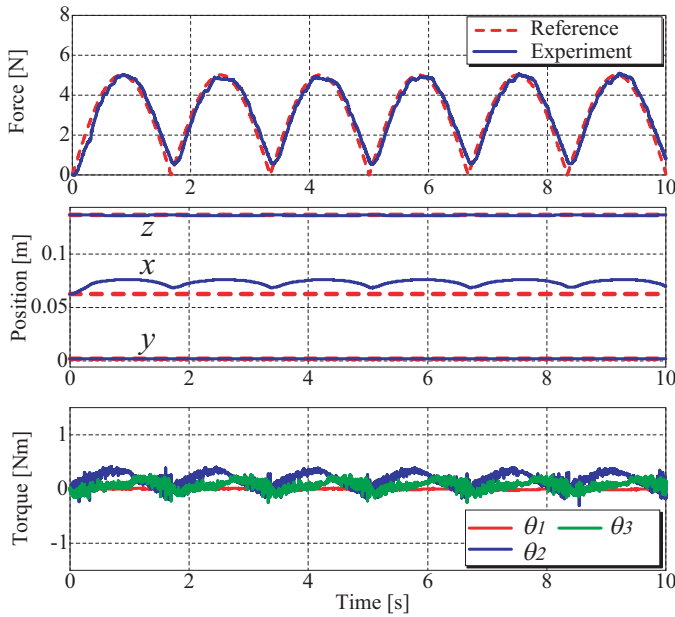 8
6
4
2
0
Force [N]
Reference
Experiment
0
2
4
6
8
10
0.1
0.05
0
Position [m]
z
x
y
0
2
4
6
8
10
1
0
-1
Torque [Nm]
θ1 θ3
θ2
0
2
4
6
8
10
Time [s]